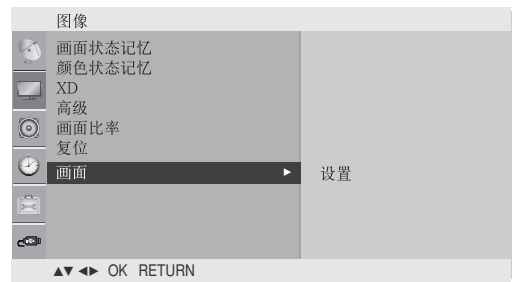 图像
画面状态记忆
颜色状态记忆
XD
高级
画面比率
复位
画面 ► 设置
▲▼ ◄► OK RETURN